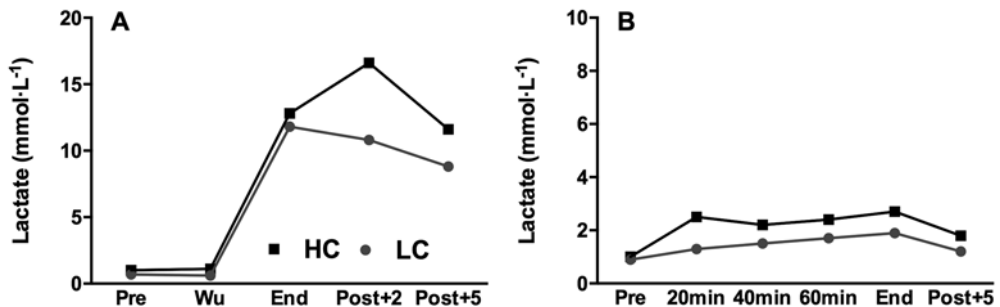 A
Lactate (mmol·L-1)
20
15
10
5
0
HC LC
Pre Wu End Post+2 Post+5
B
Lactate (mmol·L-1)
10
8
6
4
2
0
Pre 20min 40min 60min End Post+5